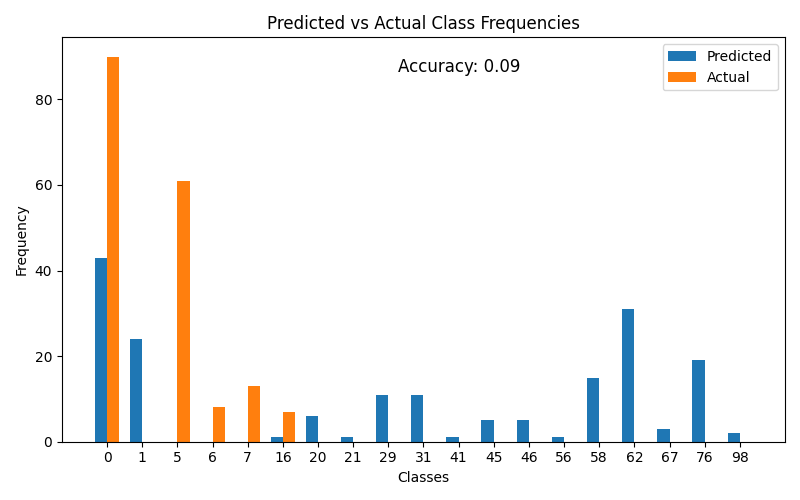 Predicted vs Actual Class Frequencies
Accuracy: 0.09
Predicted
Actual
Frequency
80
60
40
20
0
0 1 5 6 7 16 20 21 29 31 41 45 46 56 58 62 67 76 98
Classes